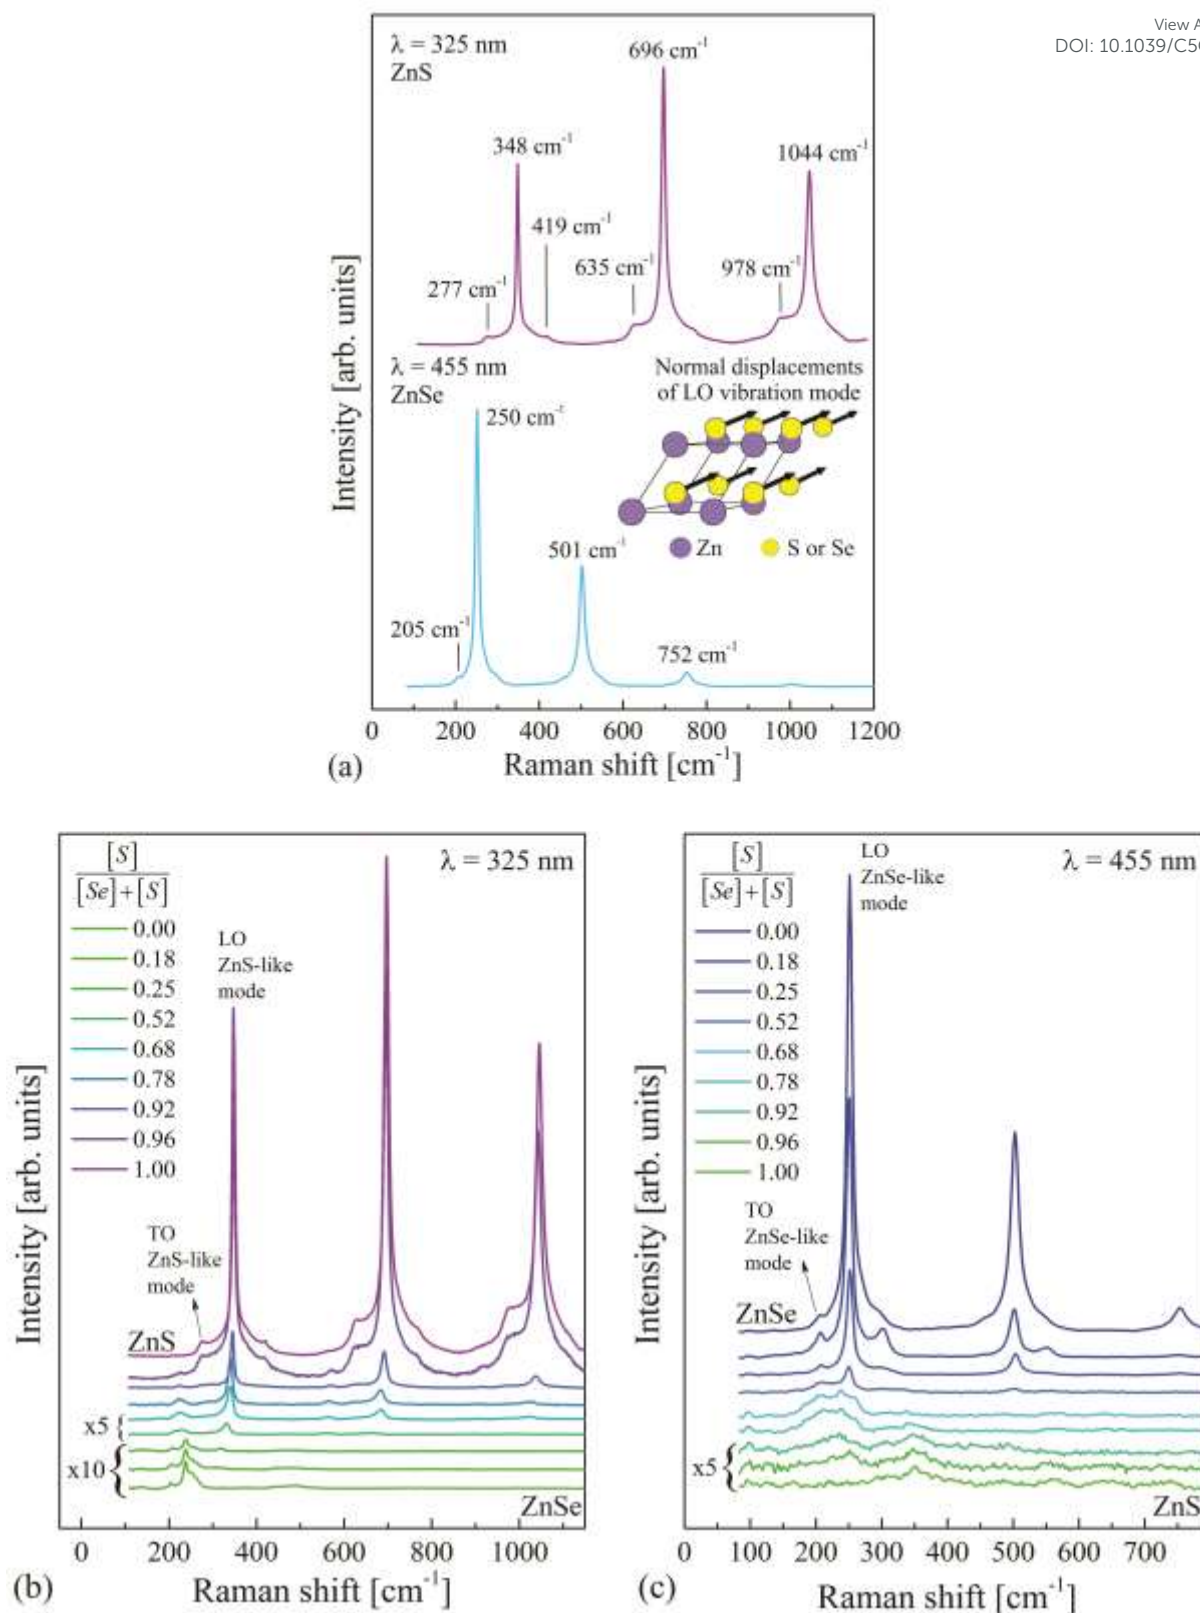 View A
DOI: 10.1039/C5
λ = 325 nm
ZnS
696 cm⁻¹
348 cm⁻¹
1044 cm⁻¹
419 cm⁻¹
635 cm⁻¹
978 cm⁻¹
277 cm⁻¹
λ = 455 nm
ZnSe
Normal displacements
of LO vibration mode
250 cm⁻¹
Zn
S or Se
501 cm⁻¹
205 cm⁻¹
752 cm⁻¹
Intensity [arb. units]
0 200 400 600 800 1000 1200
Raman shift [cm⁻¹]
(a)
[S]
[Se]+[S]
λ = 325 nm
0.00
0.18
0.25
0.52
0.68
0.78
0.92
0.96
1.00
LO
ZnS-like
mode
TO
ZnS-like
mode
ZnS
x5 {
x10 {
ZnSe
Intensity [arb. units]
0 200 400 600 800 1000
Raman shift [cm⁻¹]
(b)
[S]
[Se]+[S]
LO
ZnSe-like
mode
λ = 455 nm
0.00
0.18
0.25
0.52
0.68
0.78
0.92
0.96
1.00
TO
ZnSe-like
mode
ZnSe
x5 {
ZnS
Intensity [arb. units]
0 100 200 300 400 500 600 700
Raman shift [cm⁻¹]
(c)